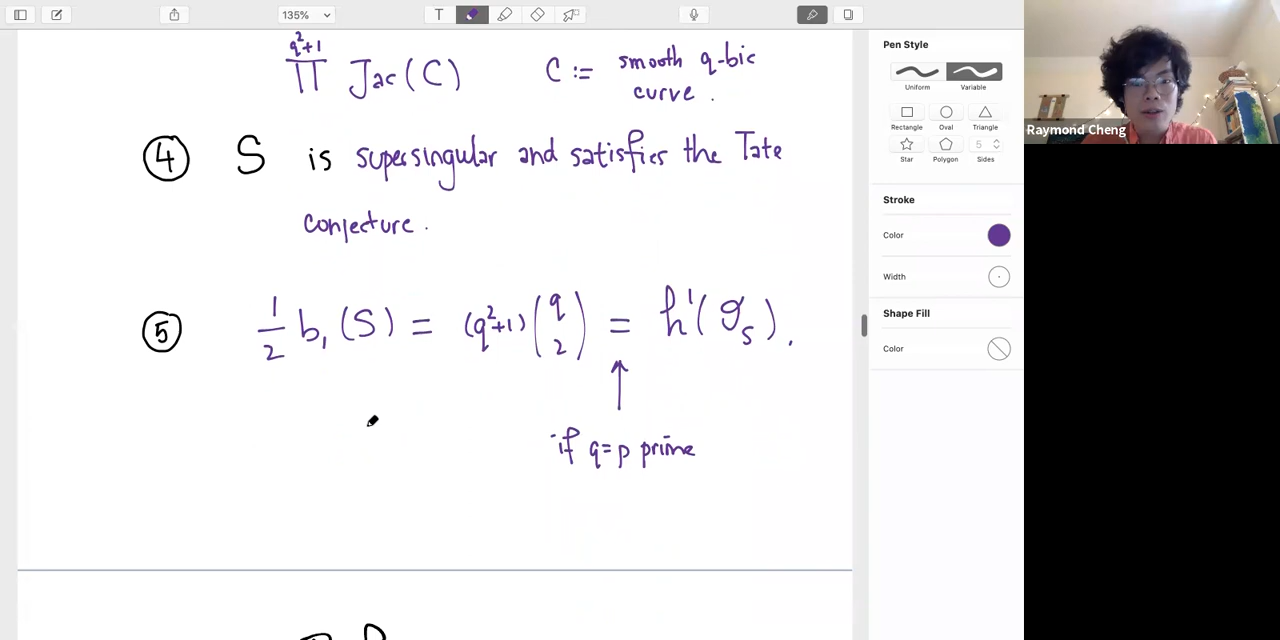 135%
T
q²+1
∏ Jac(C) C := smooth q-bic
curve.
④ S is supersingular and satisfies the Tate
conjecture.
⑤ 1/2 b₁(S) = (q²+1)(q 2) = h¹(𝒪_S).
↑
if q=p prime
Pen Style
Uniform Variable
Rectangle Oval Triangle
5
Star Polygon Sides
Stroke
Color
Width
Shape Fill
Color
Raymond Cheng